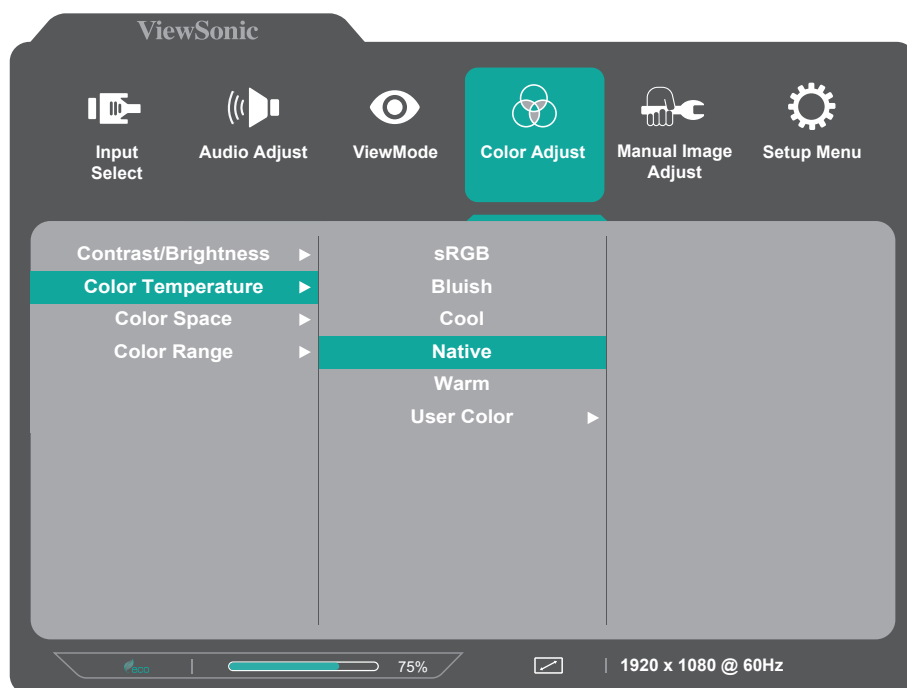 ViewSonic
Input Select
Audio Adjust
ViewMode
Color Adjust
Manual Image Adjust
Setup Menu
Contrast/Brightness
Color Temperature
Color Space
Color Range
sRGB
Bluish
Cool
Native
Warm
User Color
eco
75%
1920 x 1080 @ 60Hz